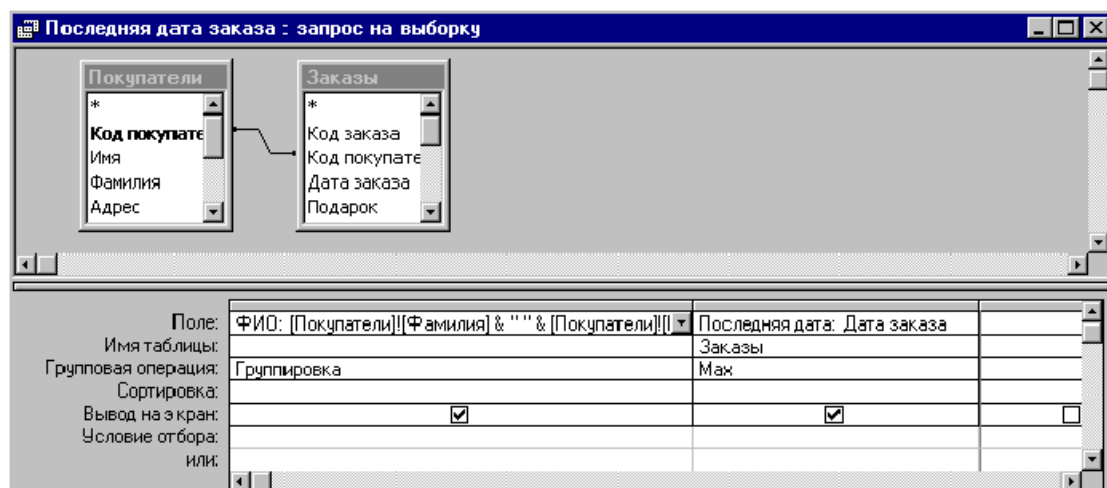 Последняя дата заказа : запрос на выборку
Покупатели
*
Код покупате
Имя
Фамилия
Адрес
Заказы
*
Код заказа
Код покупате
Дата заказа
Подарок
Поле: ФИО: [Покупатели]![Фамилия] & " " & [Покупатели]![ Последняя дата: Дата заказа
Имя таблицы: Заказы
Групповая операция: Группировка Max
Сортировка:
Вывод на экран:
Условие отбора:
или: